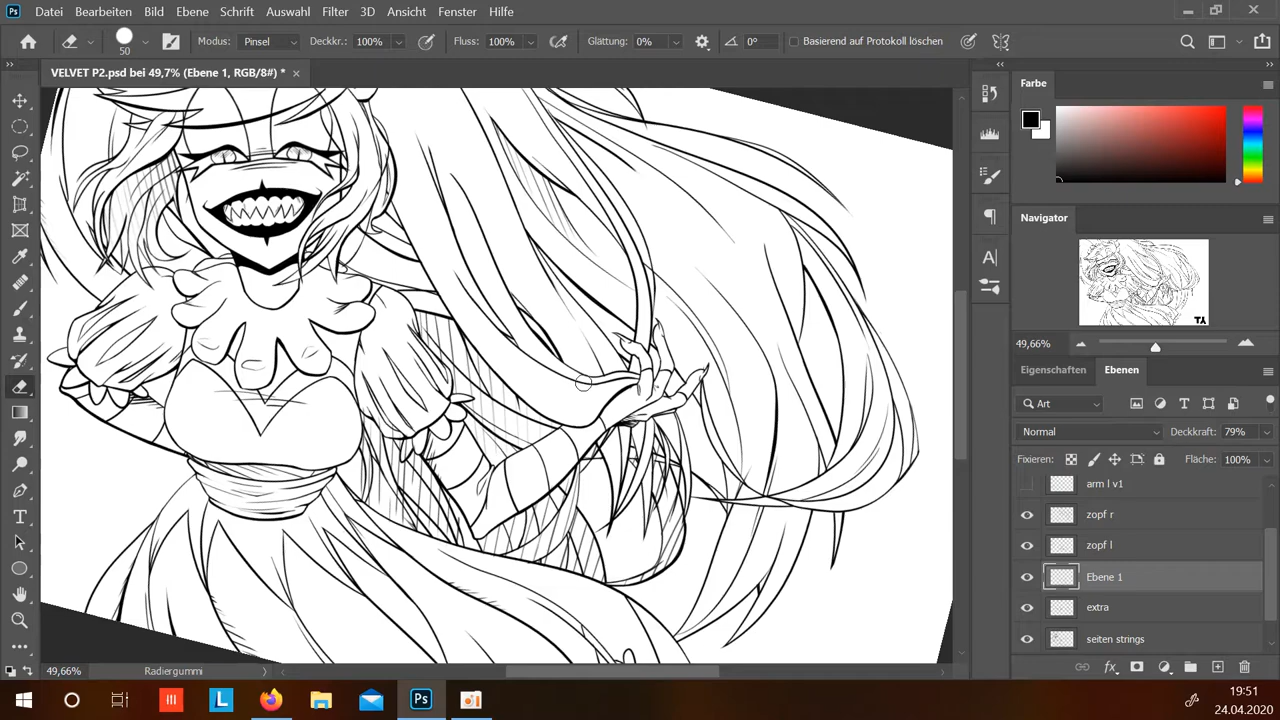 Ps Datei Bearbeiten Bild Ebene Schrift Auswahl Filter 3D Ansicht Fenster Hilfe
50 Modus: Pinsel Deckkr.: 100% Fluss: 100% Glättung: 0% 0° Basierend auf Protokoll löschen
VELVET P2.psd bei 49,7% (Ebene 1, RGB/8#) *
Farbe
Navigator
49,66%
Eigenschaften Ebenen
Art
Normal Deckkraft: 79%
Fixieren: Fläche: 100%
arm l v1
zopf r
zopf l
Ebene 1
extra
seiten strings
49,66% Radiergummi
L Ps 19:51
24.04.2020